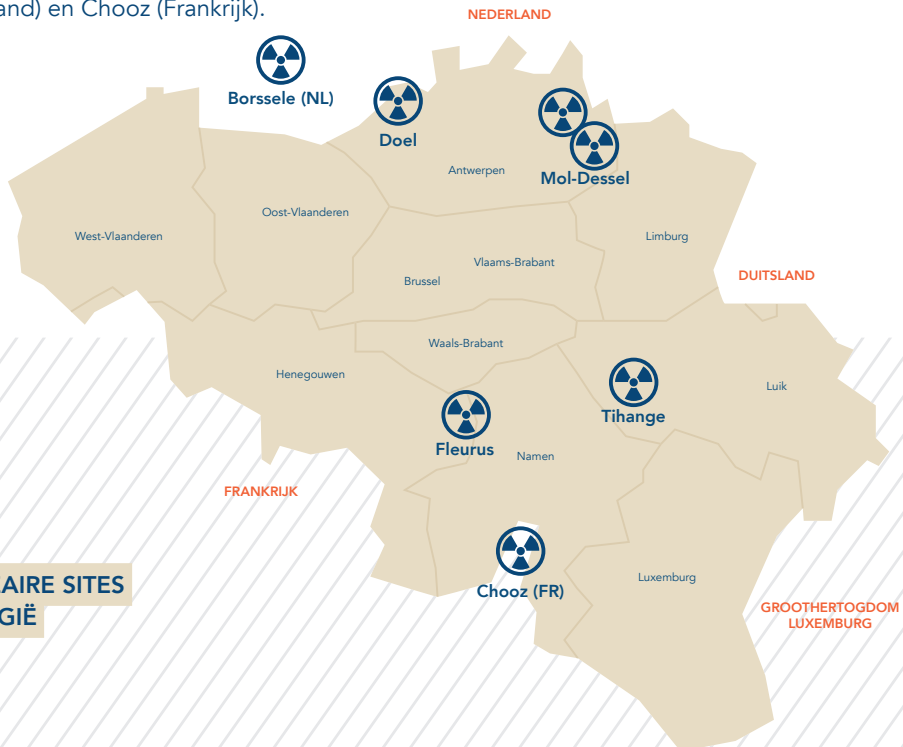 en Chooz (Frankrijk).
NEDERLAND
Borssele (NL)
Doel
Mol-Dessel
Antwerpen
Oost-Vlaanderen
West-Vlaanderen
Limburg
Vlaams-Brabant
Brussel
DUITSLAND
Waals-Brabant
Henegouwen
Luik
Tihange
Fleurus
Namen
FRANKRIJK
Luxemburg
Chooz (FR)
AIRE SITES
GIË
GROOTHERTOGDOM
LUXEMBURG